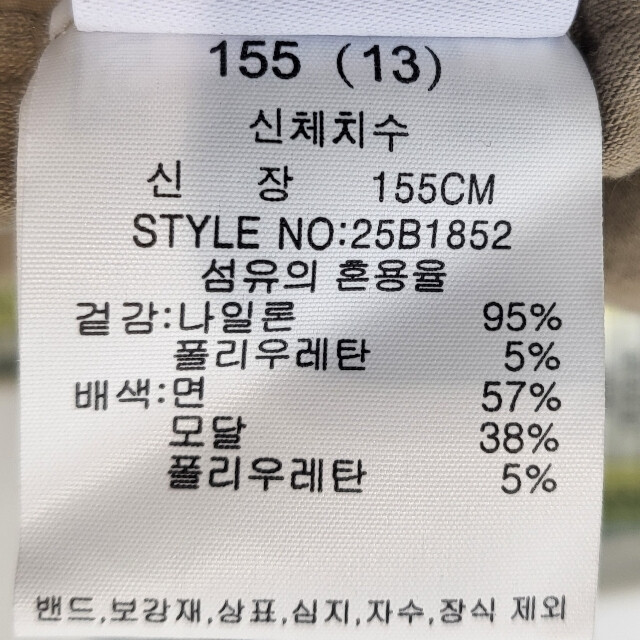 155 (13)
신체치수
신 장 155CM
STYLE NO:25B1852
섬유의 혼용율
겉감:나일론 95%
폴리우레탄 5%
배색:면 57%
모달 38%
폴리우레탄 5%
밴드,보강재,상표,심지,자수,장식 제외